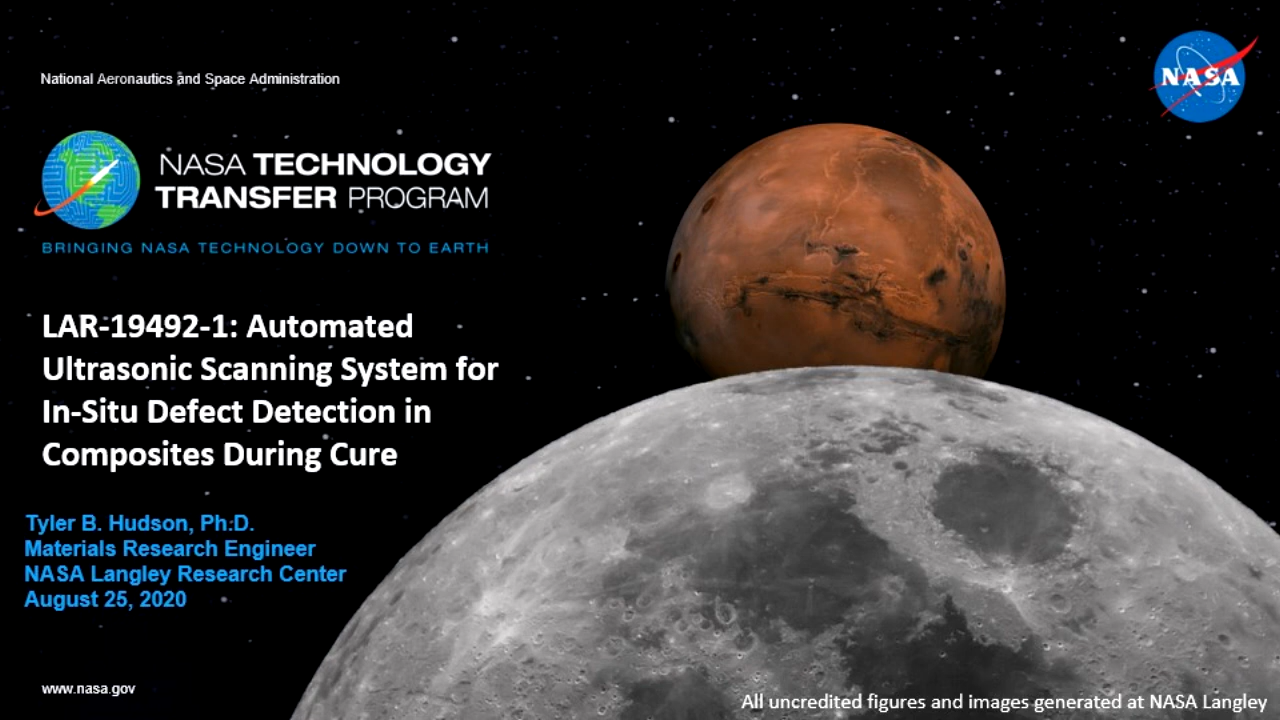 National Aeronautics and Space Administration
NASA
NASA TECHNOLOGY
TRANSFER PROGRAM
BRINGING NASA TECHNOLOGY DOWN TO EARTH
LAR-19492-1: Automated
Ultrasonic Scanning System for
In-Situ Defect Detection in
Composites During Cure
Tyler B. Hudson, Ph.D.
Materials Research Engineer
NASA Langley Research Center
August 25, 2020
www.nasa.gov
All uncredited figures and images generated at NASA Langley